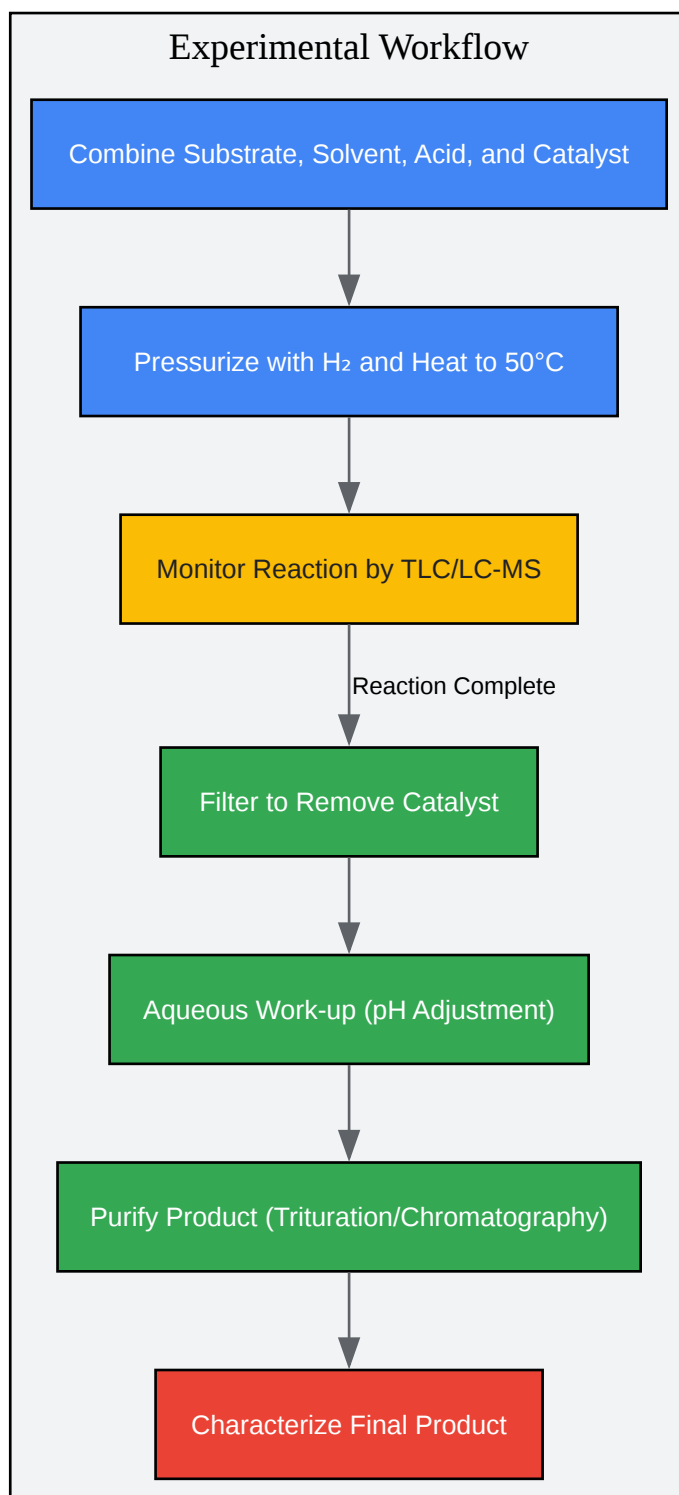 Experimental Workflow
Combine Substrate, Solvent, Acid, and Catalyst
Pressurize with H₂ and Heat to 50°C
Monitor Reaction by TLC/LC-MS
Reaction Complete
Filter to Remove Catalyst
Aqueous Work-up (pH Adjustment)
Purify Product (Trituration/Chromatography)
Characterize Final Product